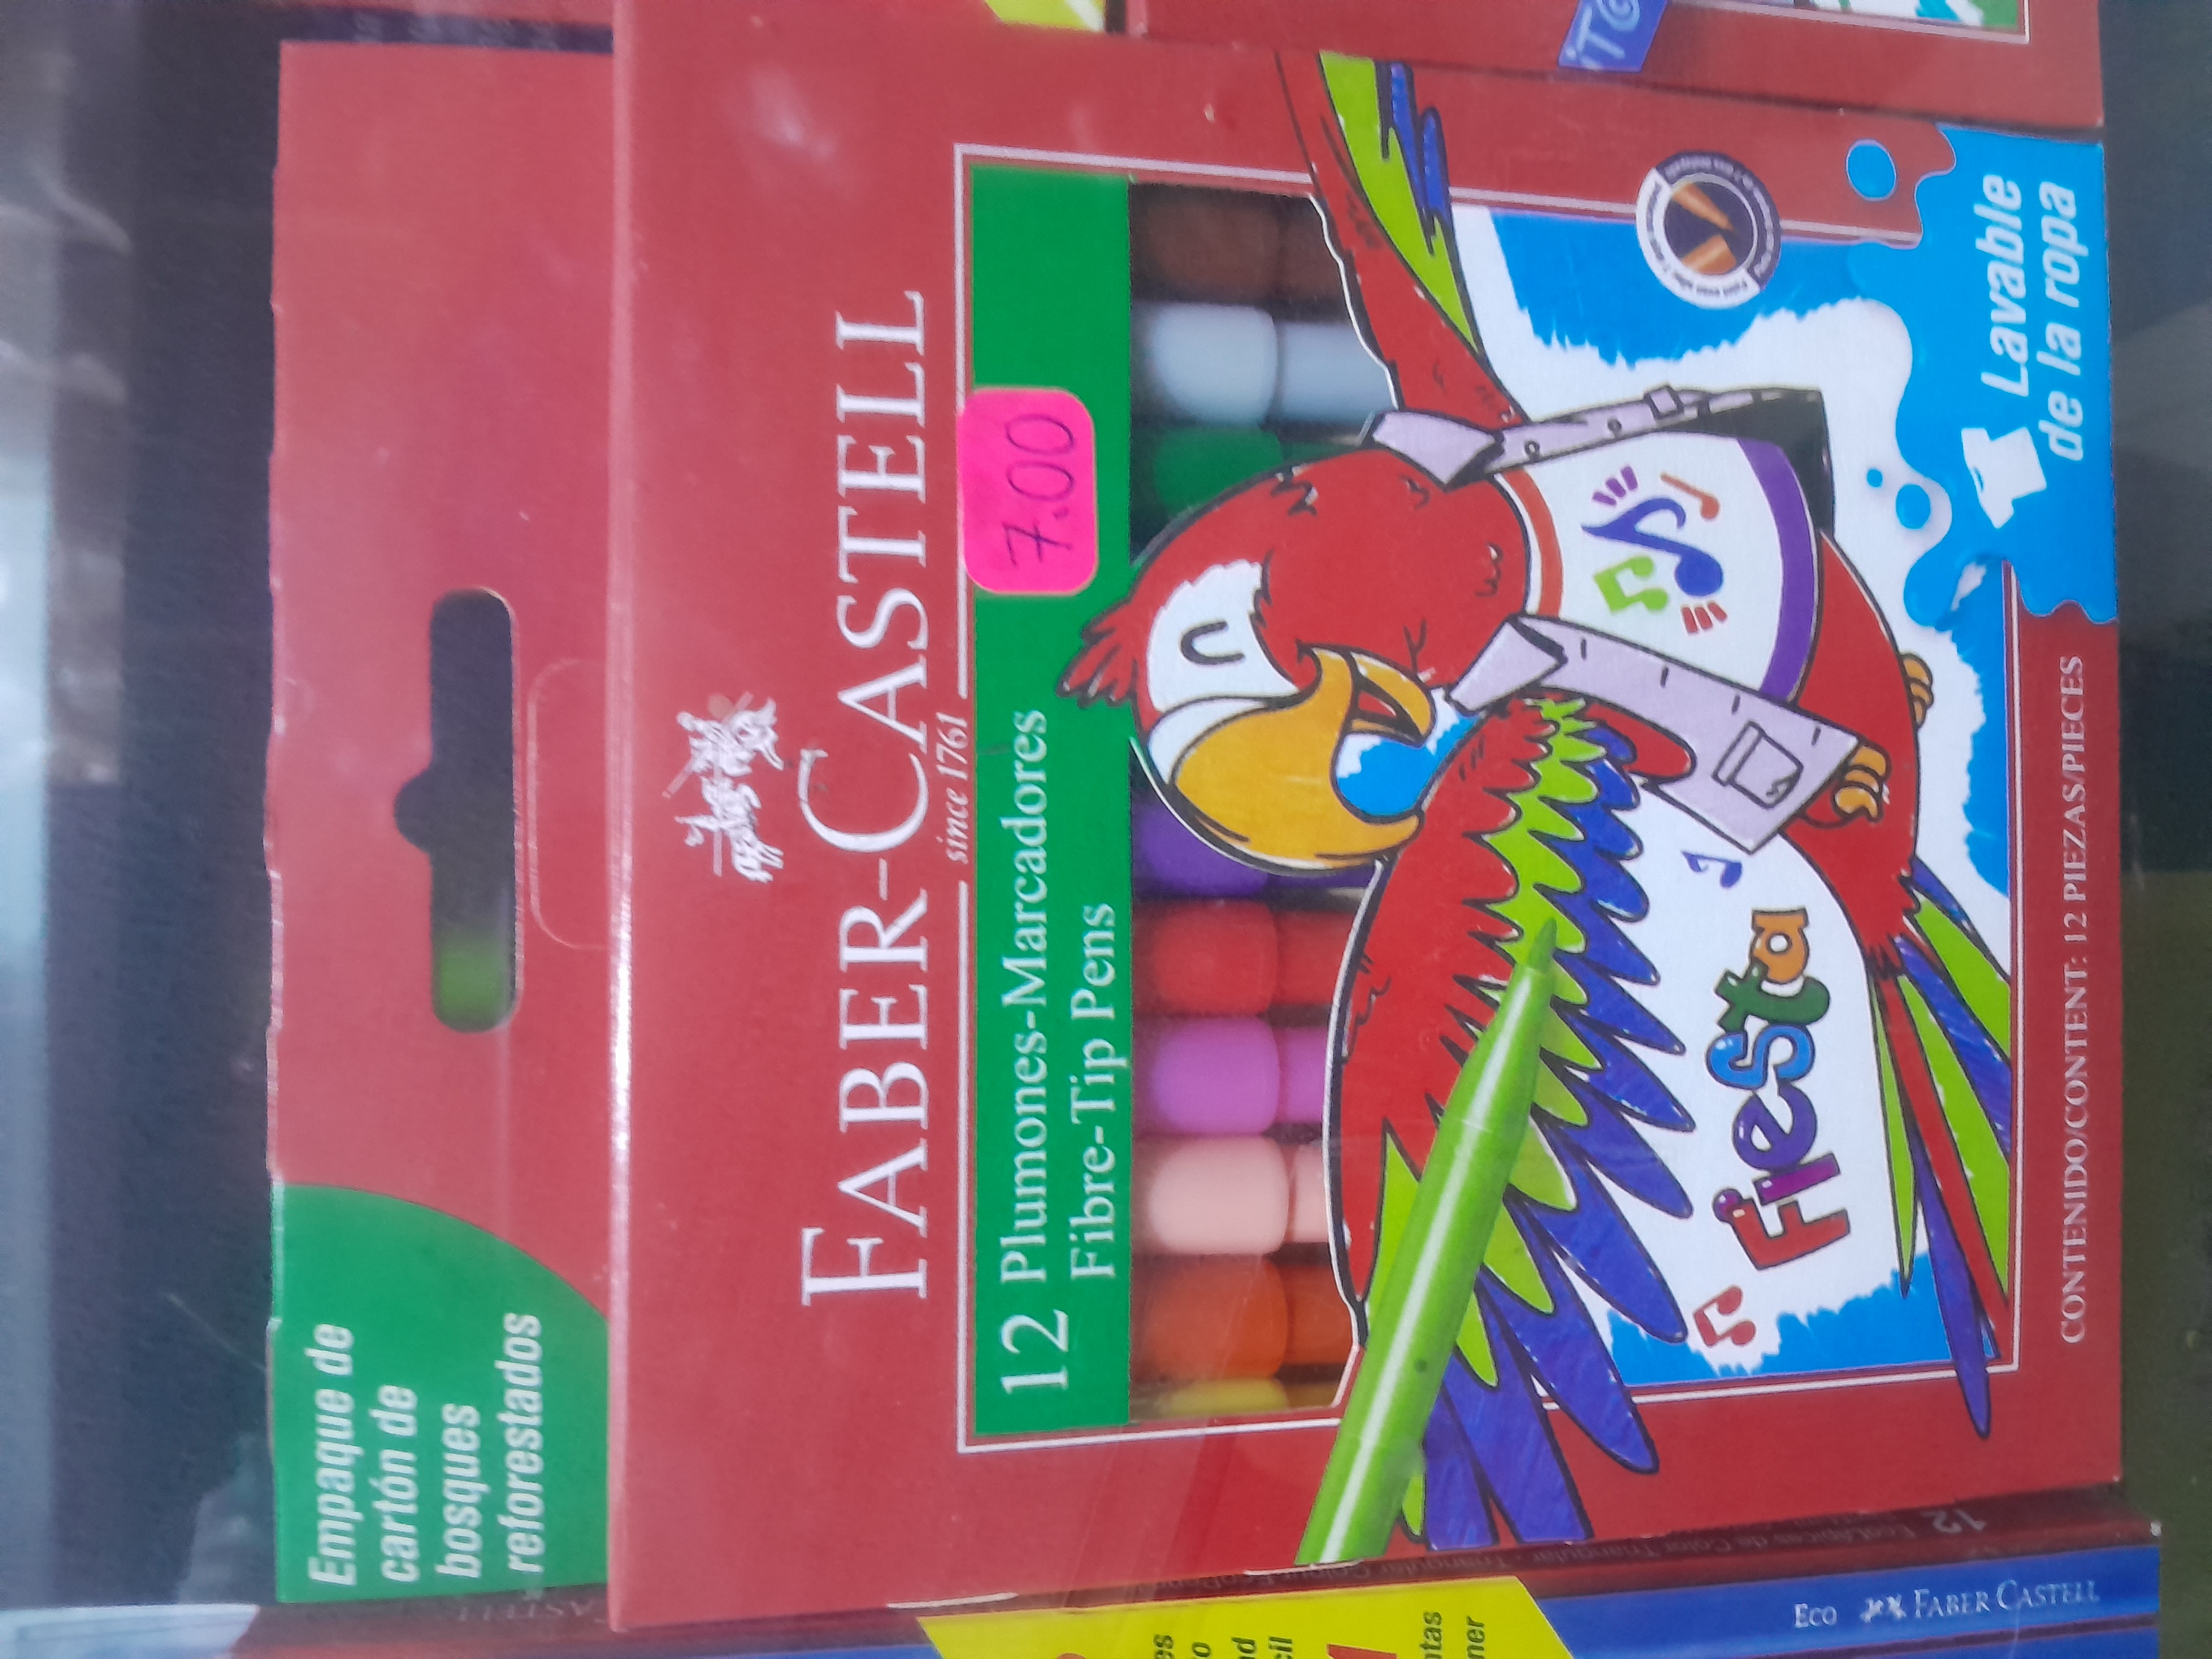 Empaque de
cartón de
bosques
reforestados
FABER-CASTELL
since 1761
12 Plumones-Marcadores
Fibre-Tip Pens
7.00
Fiesta
Lavable
de la ropa
CONTENIDO/CONTENT: 12 PIEZAS/PIECES
Eco FABER CASTELL
12